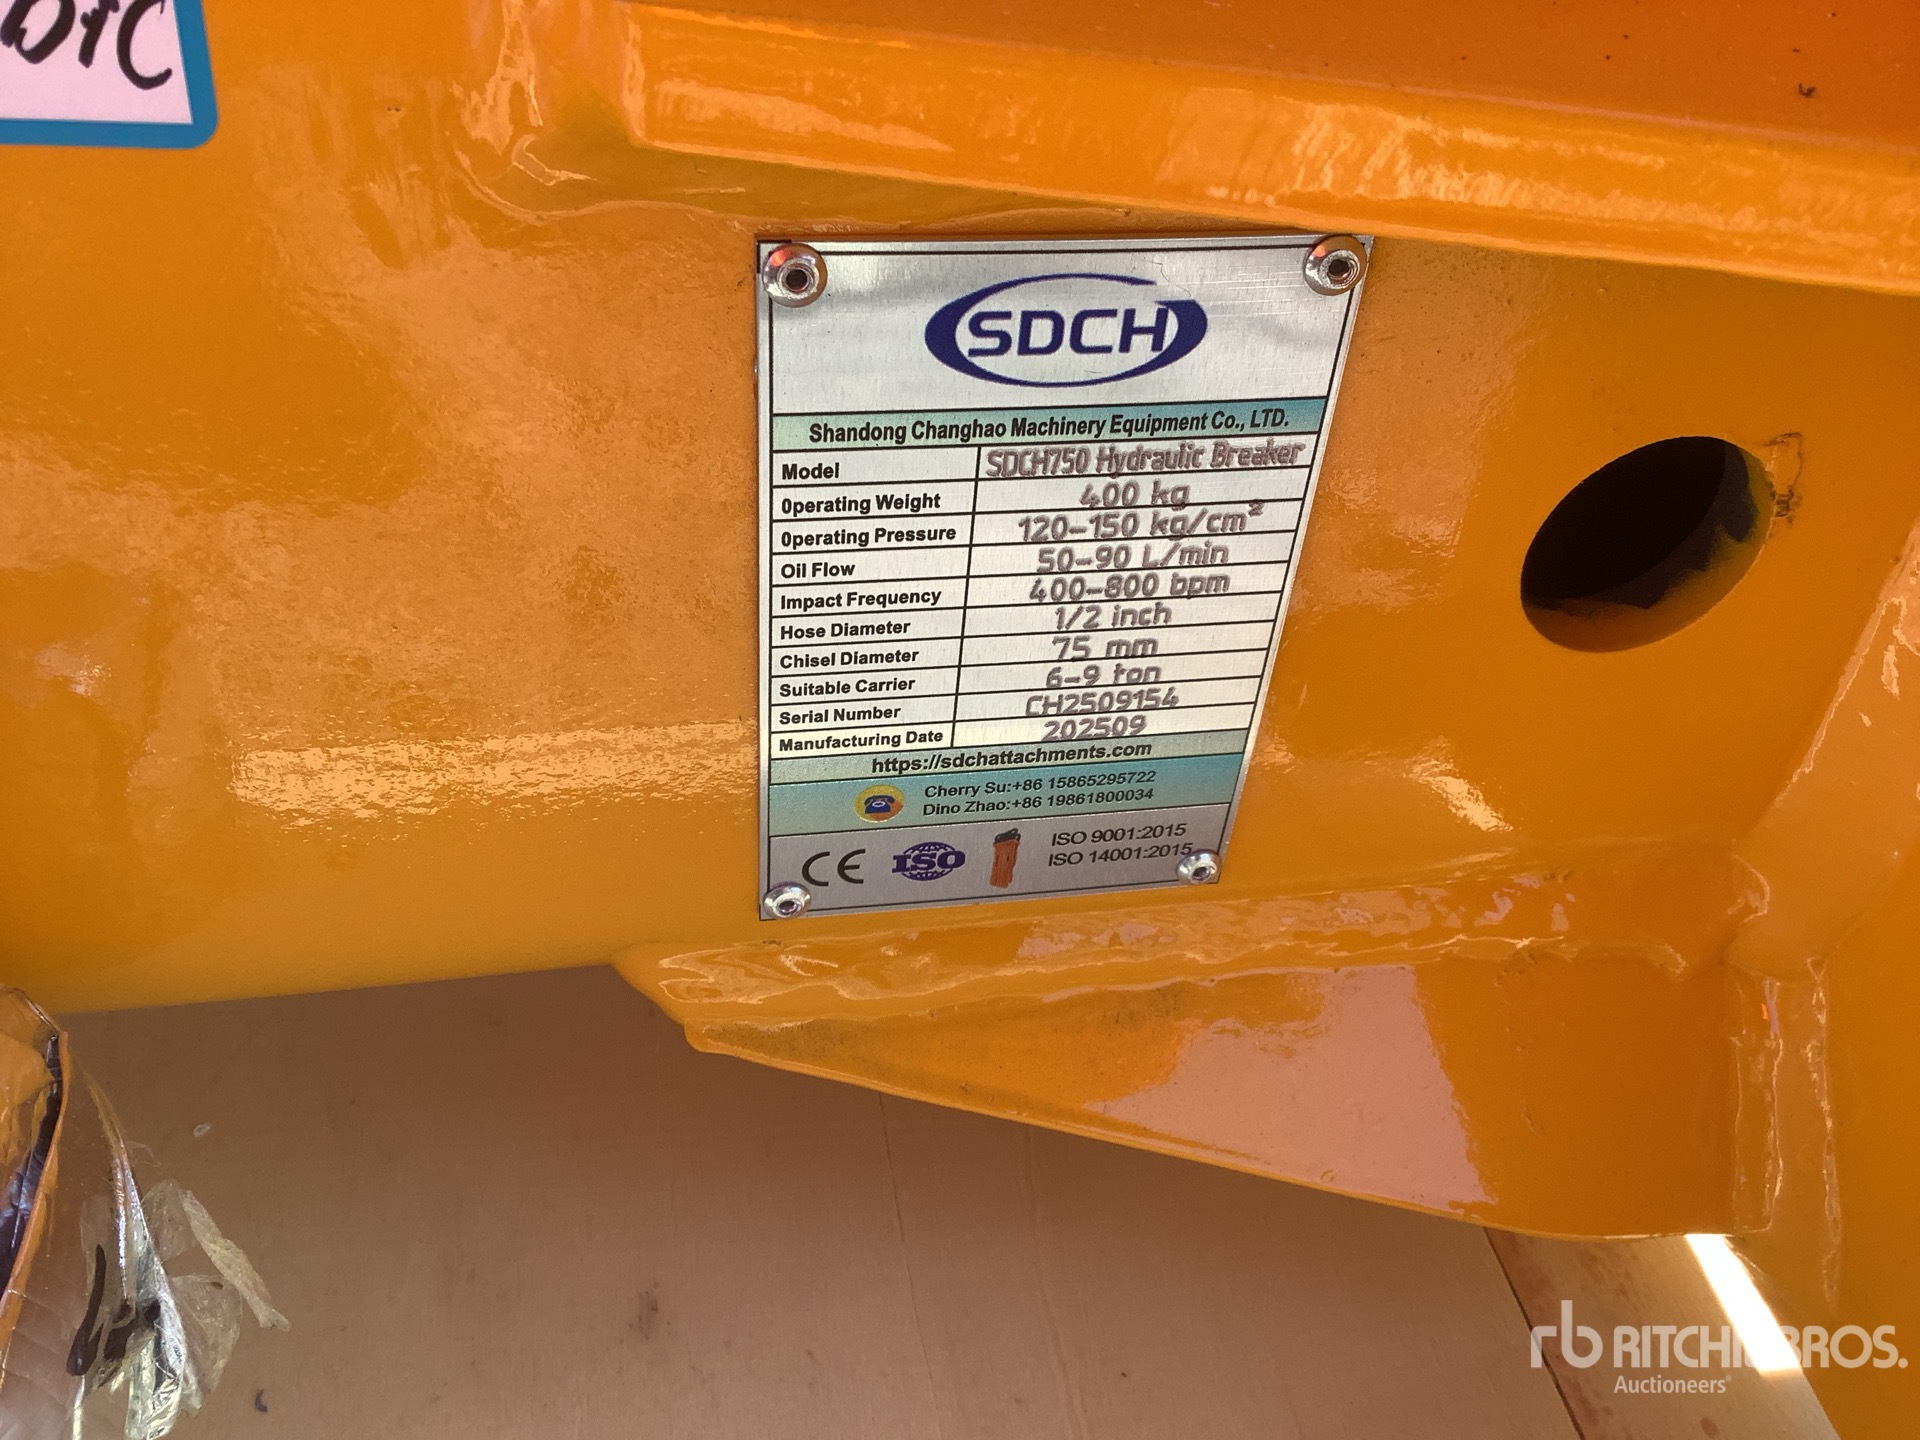 DTC
SDCH
Shandong Changhao Machinery Equipment Co., LTD.
Model SDCH750 Hydraulic Breaker
Operating Weight 400 kg
Operating Pressure 120-150 kg/cm²
Oil Flow 50-90 L/min
Impact Frequency 400-800 bpm
Hose Diameter 1/2 inch
Chisel Diameter 75 mm
Suitable Carrier 6-9 ton
Serial Number CH2509154
Manufacturing Date 202509
https://sdchattachments.com
Cherry Su:+86 15865295722
Dino Zhao:+86 19861800034
CE ISO ISO 9001:2015
ISO 14001:2015
rb RITCHIE BROS.
Auctioneers